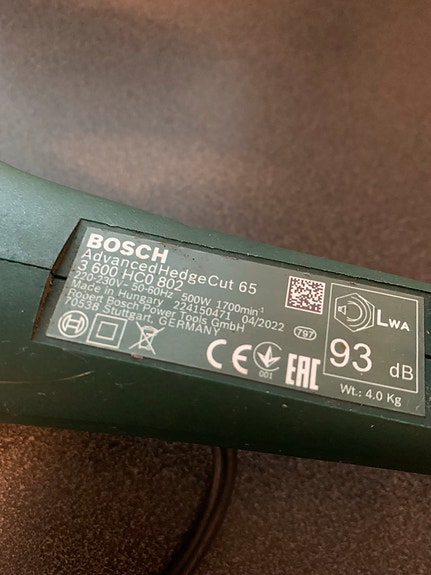 BOSCH
AdvancedHedgeCut 65
3 600 HC0 802
220-230V~ 50-60Hz 500W 1700min⁻¹
Made in Hungary 24150471 04/2022
Robert Bosch Power Tools GmbH
70538 Stuttgart, GERMANY
797
CE
001
EAC
LWA
93 dB
Wt.: 4.0 Kg